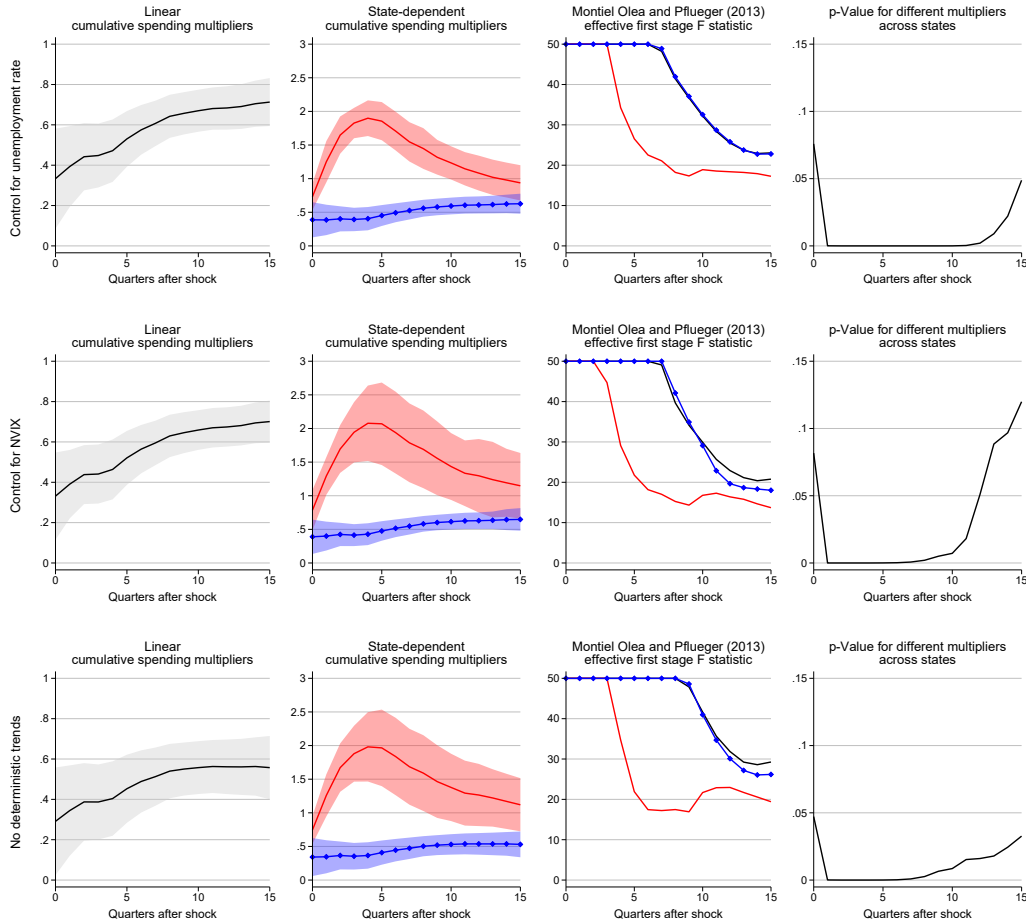 Linear
cumulative spending multipliers
State-dependent
cumulative spending multipliers
Montiel Olea and Pflueger (2013)
effective first stage F statistic
p-Value for different multipliers
across states
Control for unemployment rate
1
.8
.6
.4
.2
0
0 5 10 15
Quarters after shock
3
2.5
2
1.5
1
.5
0
0 5 10 15
Quarters after shock
50
40
30
20
10
0
0 5 10 15
Quarters after shock
.15
.1
.05
0
0 5 10 15
Quarters after shock
Linear
cumulative spending multipliers
State-dependent
cumulative spending multipliers
Montiel Olea and Pflueger (2013)
effective first stage F statistic
p-Value for different multipliers
across states
Control for NVIX
1
.8
.6
.4
.2
0
0 5 10 15
Quarters after shock
3
2.5
2
1.5
1
.5
0
0 5 10 15
Quarters after shock
50
40
30
20
10
0
0 5 10 15
Quarters after shock
.15
.1
.05
0
0 5 10 15
Quarters after shock
Linear
cumulative spending multipliers
State-dependent
cumulative spending multipliers
Montiel Olea and Pflueger (2013)
effective first stage F statistic
p-Value for different multipliers
across states
No deterministic trends
1
.8
.6
.4
.2
0
0 5 10 15
Quarters after shock
3
2.5
2
1.5
1
.5
0
0 5 10 15
Quarters after shock
50
40
30
20
10
0
0 5 10 15
Quarters after shock
.15
.1
.05
0
0 5 10 15
Quarters after shock